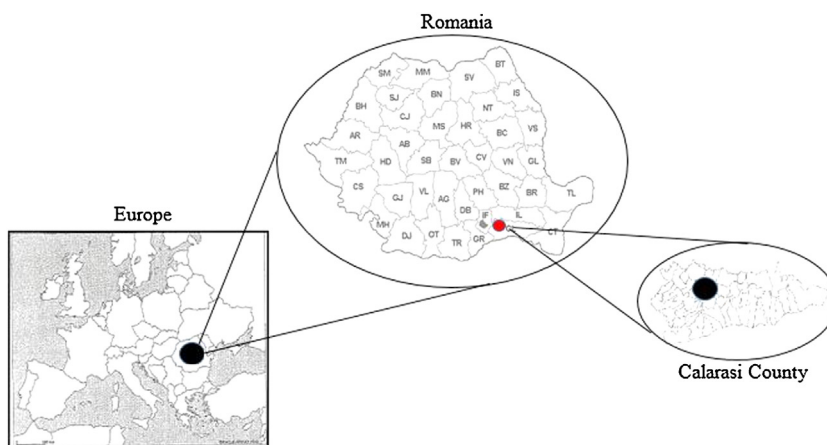 Romania
BT
SM MM SV
SJ BN IS
BH NT
CJ
MS HR BC VS
AR AB
TM HD SB BV CV VN GL
CS GJ VL AG PH BZ BR TL
DB IF IL
MH DJ OT TR GR CT
Europe
Calarasi County